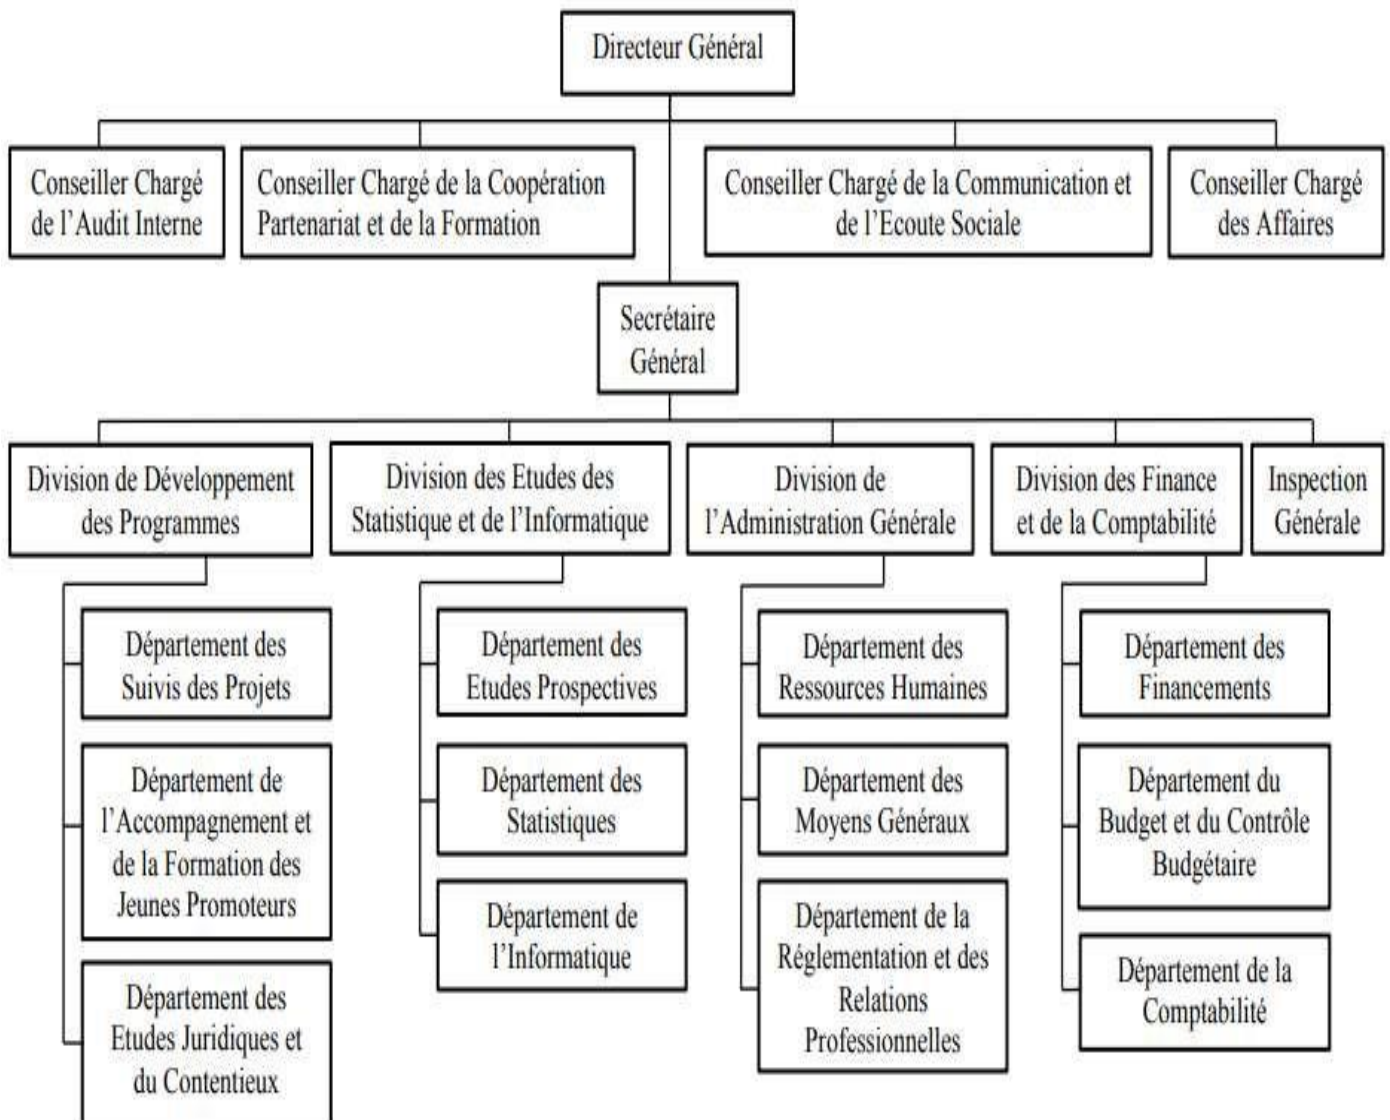 Directeur Général
Conseiller Chargé
de l'Audit Interne
Conseiller Chargé de la Coopération
Partenariat et de la Formation
Conseiller Chargé de la Communication et
de l'Ecoute Sociale
Conseiller Chargé
des Affaires
Secrétaire
Général
Division de Développement
des Programmes
Division des Etudes des
Statistique et de l'Informatique
Division de
l'Administration Générale
Division des Finance
et de la Comptabilité
Inspection
Générale
Département des
Suivis des Projets
Département de
l'Accompagnement et
de la Formation des
Jeunes Promoteurs
Département des
Etudes Juridiques et
du Contentieux
Département des
Etudes Prospectives
Département des
Statistiques
Département de
l'Informatique
Département des
Ressources Humaines
Département des
Moyens Généraux
Département de la
Réglementation et des
Relations
Professionnelles
Département des
Financements
Département du
Budget et du Contrôle
Budgétaire
Département de la
Comptabilité